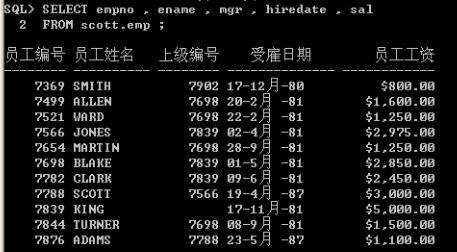 SQL> SELECT empno , ename , mgr , hiredate , sal
2 FROM scott.emp ;
员工编号 员工姓名 上级编号 受雇日期 员工工资
7369 SMITH 7902 17-12月-80 $800.00
7499 ALLEN 7698 20-2月 -81 $1,600.00
7521 WARD 7698 22-2月 -81 $1,250.00
7566 JONES 7839 02-4月 -81 $2,975.00
7654 MARTIN 7698 28-9月 -81 $1,250.00
7698 BLAKE 7839 01-5月 -81 $2,850.00
7782 CLARK 7839 09-6月 -81 $2,450.00
7788 SCOTT 7566 19-4月 -87 $3,000.00
7839 KING 17-11月-81 $5,000.00
7844 TURNER 7698 08-9月 -81 $1,500.00
7876 ADAMS 7788 23-5月 -87 $1,100.00